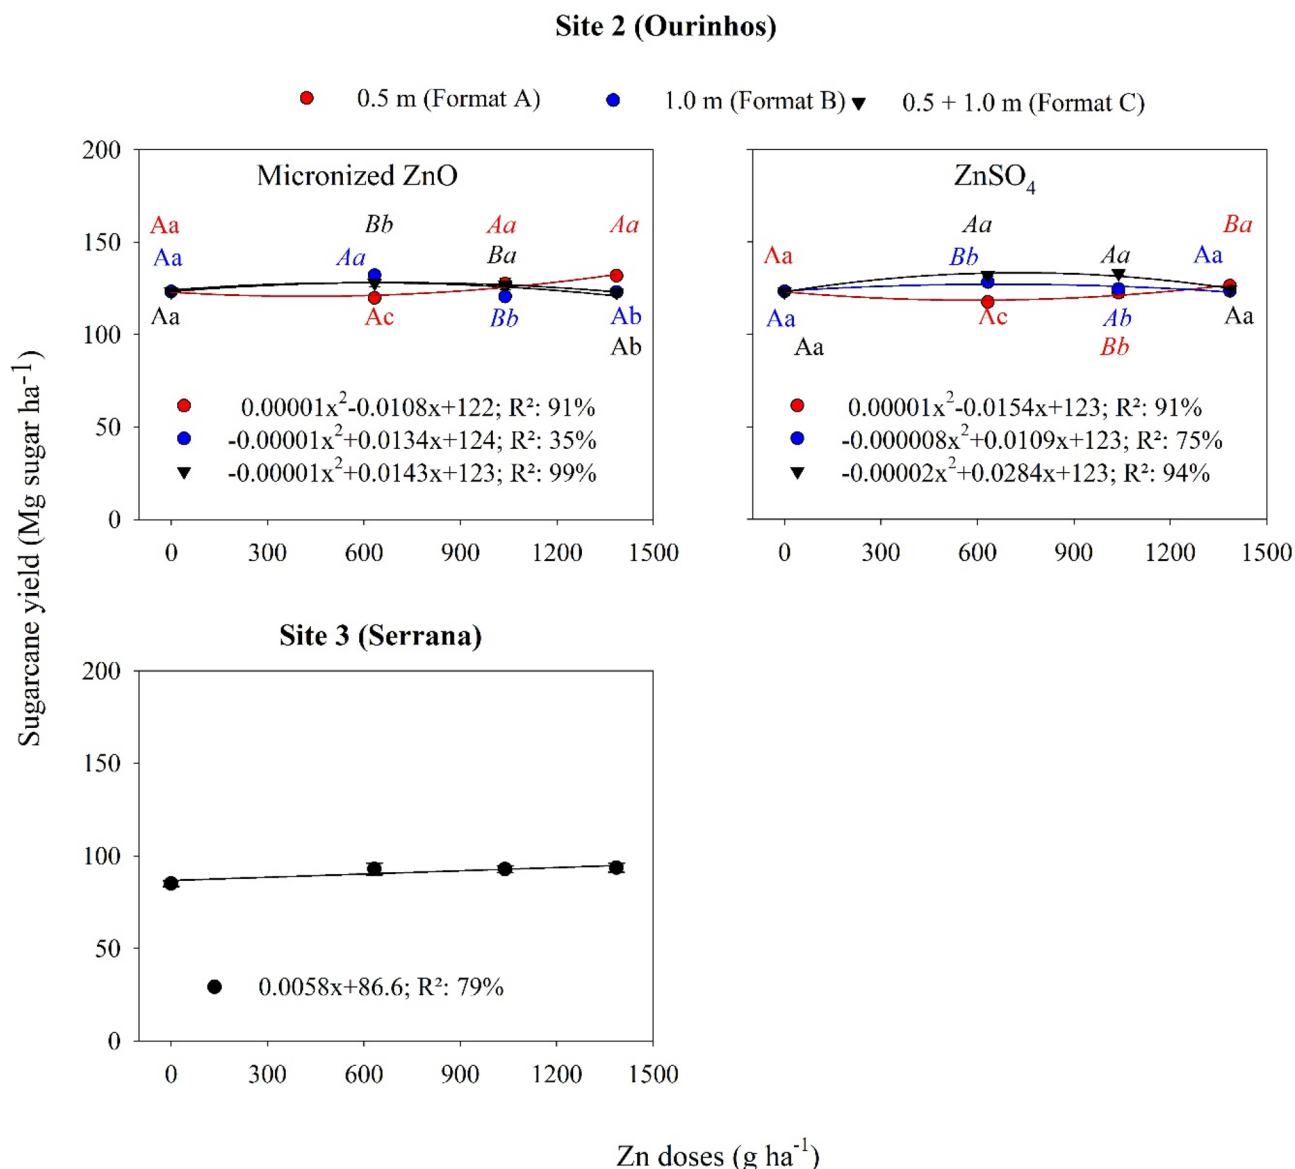 Site 2 (Ourinhos)
0.5 m (Format A) 1.0 m (Format B) 0.5 + 1.0 m (Format C)
Sugarcane yield (Mg sugar ha⁻¹)
200
150
100
50
0
Micronized ZnO
Aa Bb Aa Aa
Aa Aa Ba
Aa Ac Bb Ab
Ab
0.00001x²-0.0108x+122; R²: 91%
-0.00001x²+0.0134x+124; R²: 35%
-0.00001x²+0.0143x+123; R²: 99%
0 300 600 900 1200 1500
ZnSO₄
Aa Ba
Aa Bb Aa Aa
Aa Ac Ab Aa
Aa Bb
0.00001x²-0.0154x+123; R²: 91%
-0.000008x²+0.0109x+123; R²: 75%
-0.00002x²+0.0284x+123; R²: 94%
0 300 600 900 1200 1500
Site 3 (Serrana)
200
150
100
50
0
0.0058x+86.6; R²: 79%
0 300 600 900 1200 1500
Zn doses (g ha⁻¹)